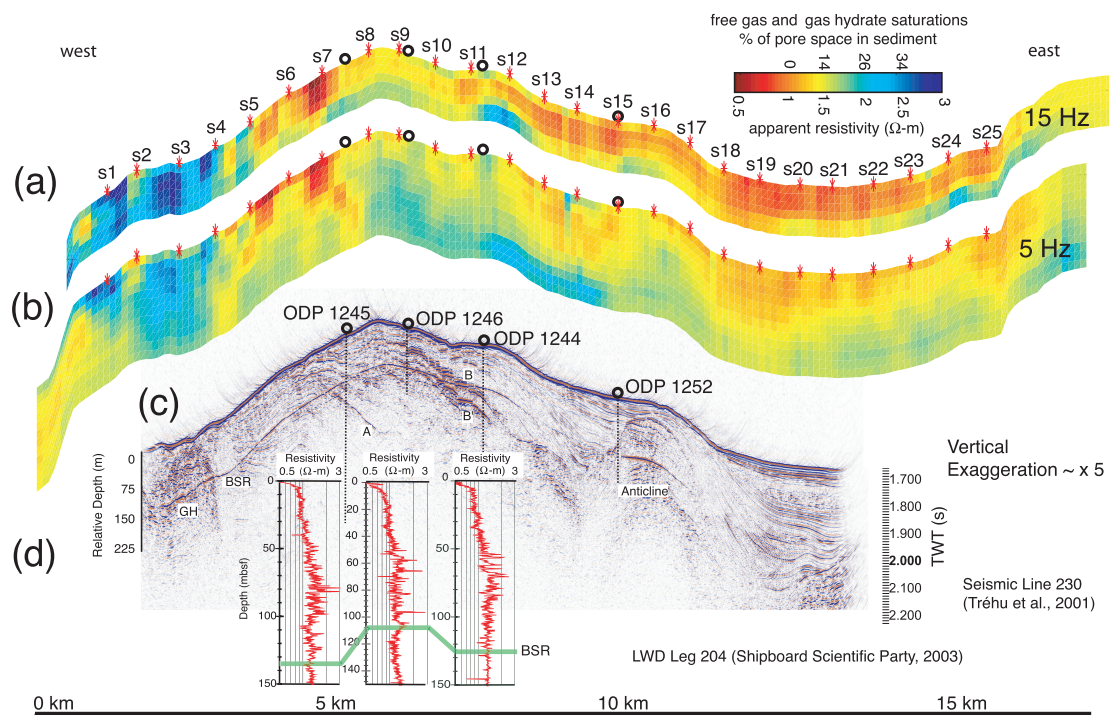 free gas and gas hydrate saturations
% of pore space in sediment
west
east
0 14 26 34
0.5 1 1.5 2 2.5 3
apparent resistivity (Ω-m)
s1 s2 s3 s4 s5 s6 s7 s8 s9 s10 s11 s12 s13 s14 s15 s16 s17 s18 s19 s20 s21 s22 s23 s24 s25
15 Hz
(a)
5 Hz
(b)
ODP 1245
ODP 1246
ODP 1244
ODP 1252
(c)
B
B
A
BSR
GH
Anticline
Relative Depth (m)
0
75
150
225
Vertical
Exaggeration ~ x 5
1.700
1.800
1.900
2.000
2.100
2.200
TWT (s)
Seismic Line 230
(Tréhu et al., 2001)
(d)
Resistivity
0.5 (Ω-m) 3
Resistivity
0.5 (Ω-m) 3
Resistivity
0.5 (Ω-m) 3
Depth (mbsf)
0
50
100
150
0
20
40
60
80
100
120
140
0
50
100
150
BSR
LWD Leg 204 (Shipboard Scientific Party, 2003)
0 km 5 km 10 km 15 km